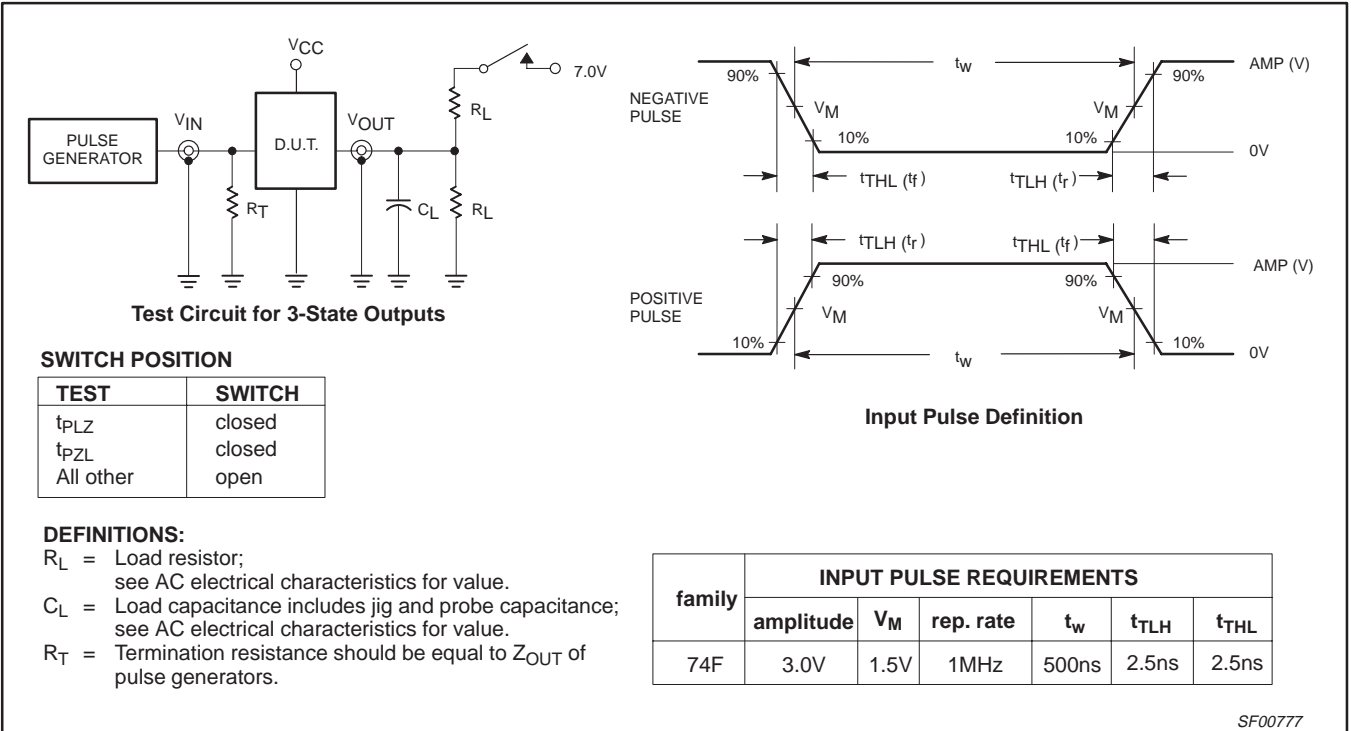 VCC
7.0V
RL
VIN
VOUT
PULSE
GENERATOR
D.U.T.
RT
CL
RL
Test Circuit for 3-State Outputs
NEGATIVE
PULSE
90%
tw
90%
AMP (V)
VM
VM
10%
10%
0V
tTHL (tf)
tTLH (tr)
tTLH (tr)
tTHL (tf)
AMP (V)
POSITIVE
PULSE
90%
90%
VM
VM
10%
tw
10%
0V
Input Pulse Definition
SWITCH POSITION
TEST SWITCH
tPLZ closed
tPZL closed
All other open
DEFINITIONS:
RL = Load resistor;
see AC electrical characteristics for value.
CL = Load capacitance includes jig and probe capacitance;
see AC electrical characteristics for value.
RT = Termination resistance should be equal to ZOUT of
pulse generators.
family INPUT PULSE REQUIREMENTS
amplitude VM rep. rate tw tTLH tTHL
74F 3.0V 1.5V 1MHz 500ns 2.5ns 2.5ns
SF00777